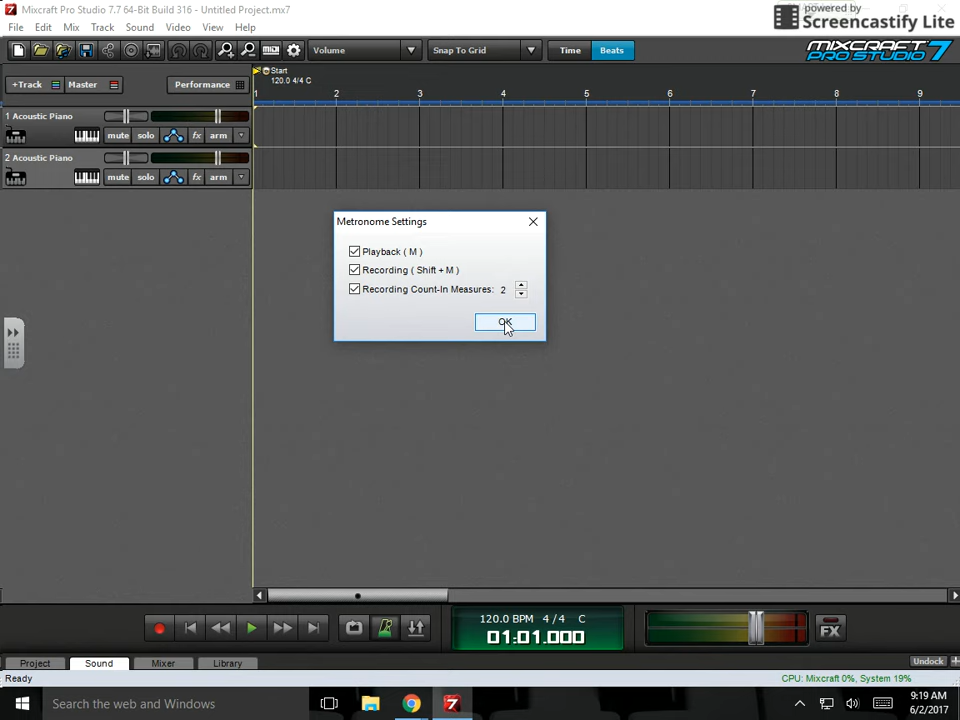 Mixcraft Pro Studio 7.7 64-Bit Build 316 - Untitled Project.mx7
powered by
Screencastify Lite
File Edit Mix Track Sound Video View Help
Volume Snap To Grid Time Beats
MIXCRAFT
PRO STUDIO 7
+Track Master Performance
Start
120.0 4/4 C
1 2 3 4 5 6 7 8 9
1 Acoustic Piano
mute solo fx arm
2 Acoustic Piano
mute solo fx arm
Metronome Settings
Playback ( M )
Recording ( Shift + M )
Recording Count-In Measures: 2
OK
120.0 BPM 4/4 C
01:01.000
FX
Project Sound Mixer Library
Undock
Ready
CPU: Mixcraft 0%, System 19%
Search the web and Windows
7
9:19 AM
6/2/2017